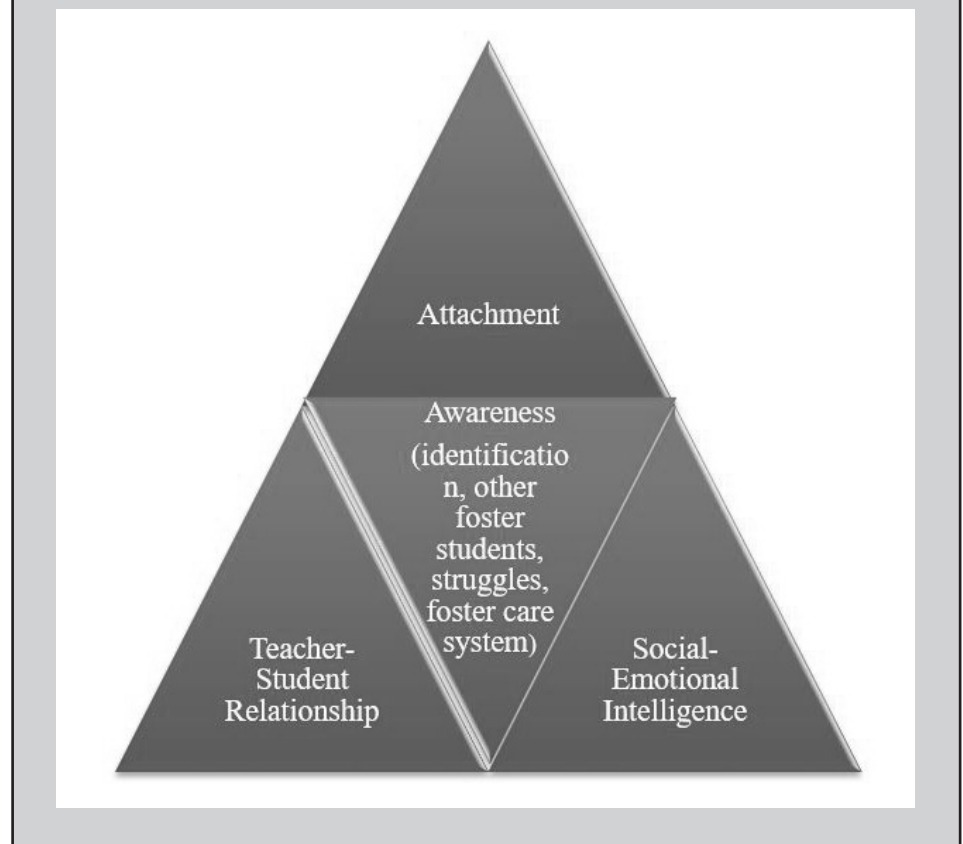 Attachment
Awareness
(identificatio
n, other
foster
students,
struggles,
foster care
system)
Teacher-
Student
Relationship
Social-
Emotional
Intelligence